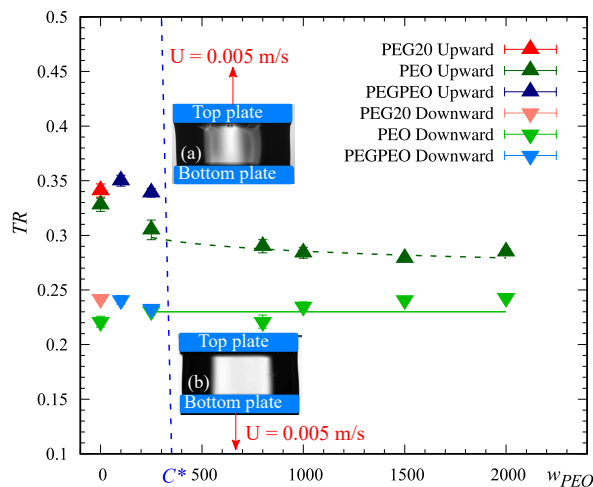 0.5
0.45
0.4
0.35
0.3
0.25
0.2
0.15
0.1
TR
U = 0.005 m/s
Top plate
(a)
Bottom plate
PEG20 Upward
PEO Upward
PEGPEO Upward
PEG20 Downward
PEO Downward
PEGPEO Downward
Top plate
(b)
Bottom plate
U = 0.005 m/s
0 C* 500 1000 1500 2000 wPEO